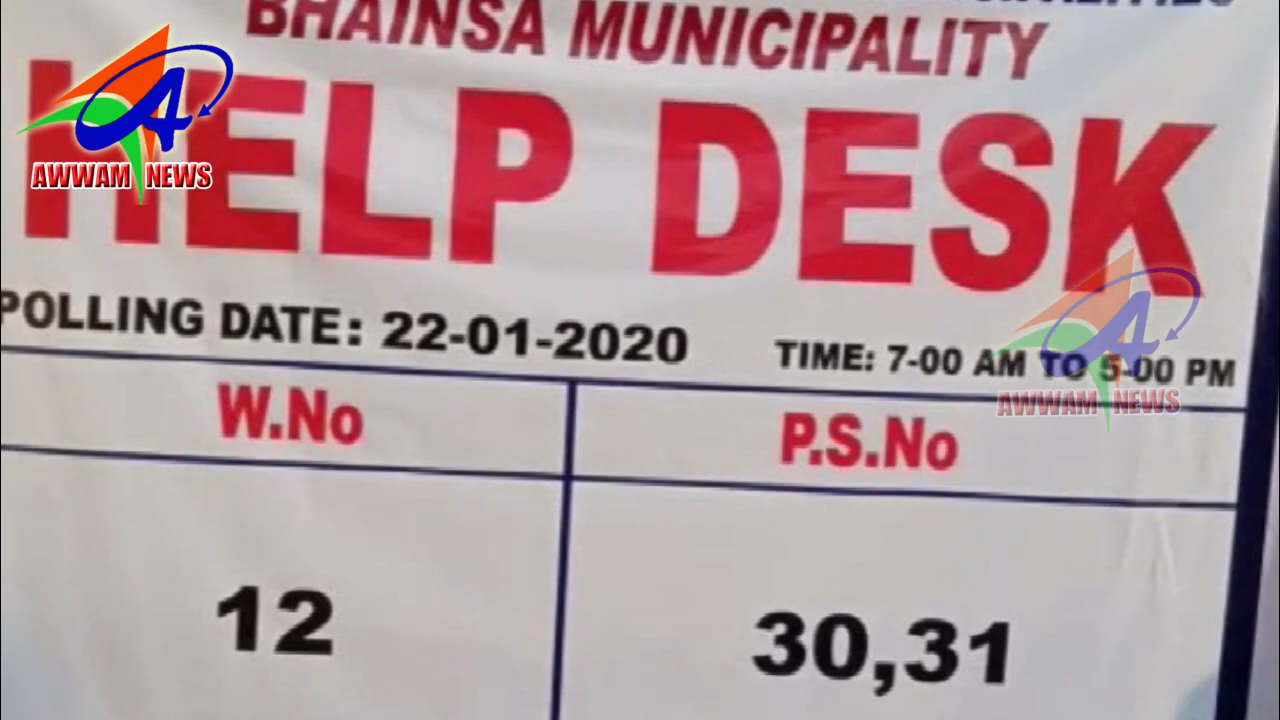 BHAINSA MUNICIPALITY
HELP DESK
POLLING DATE: 22-01-2020 TIME: 7-00 AM TO 5-00 PM
W.No P.S.No
12 30,31
A
AWWAM NEWS
A
AWWAM NEWS